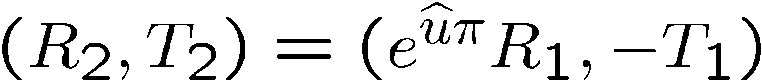 $(R_2, T_2) = (e^{\widehat{u}\pi} R_1, -T_1)$